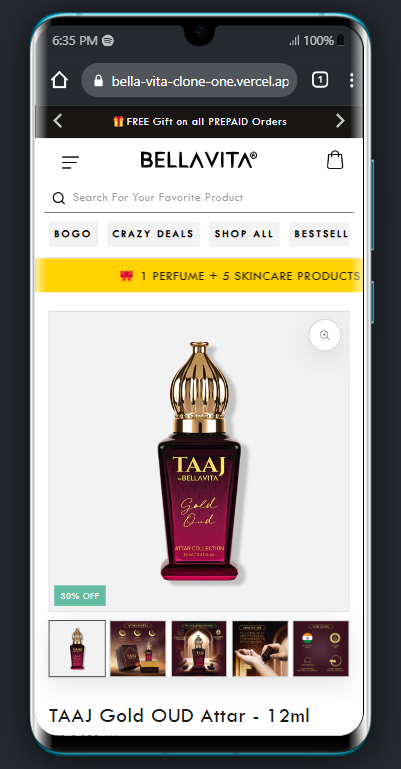 6:35 PM 100%
bella-vita-clone-one.vercel.ap 1
🎁FREE Gift on all PREPAID Orders
BELLAVITA®
Search For Your Favorite Product
BOGO CRAZY DEALS SHOP ALL BESTSELL
🎀 1 PERFUME + 5 SKINCARE PRODUCTS
TAAJ
by BELLAVITA
Gold
Oud
ATTAR COLLECTION
30% OFF
TAAJ Gold OUD Attar - 12ml